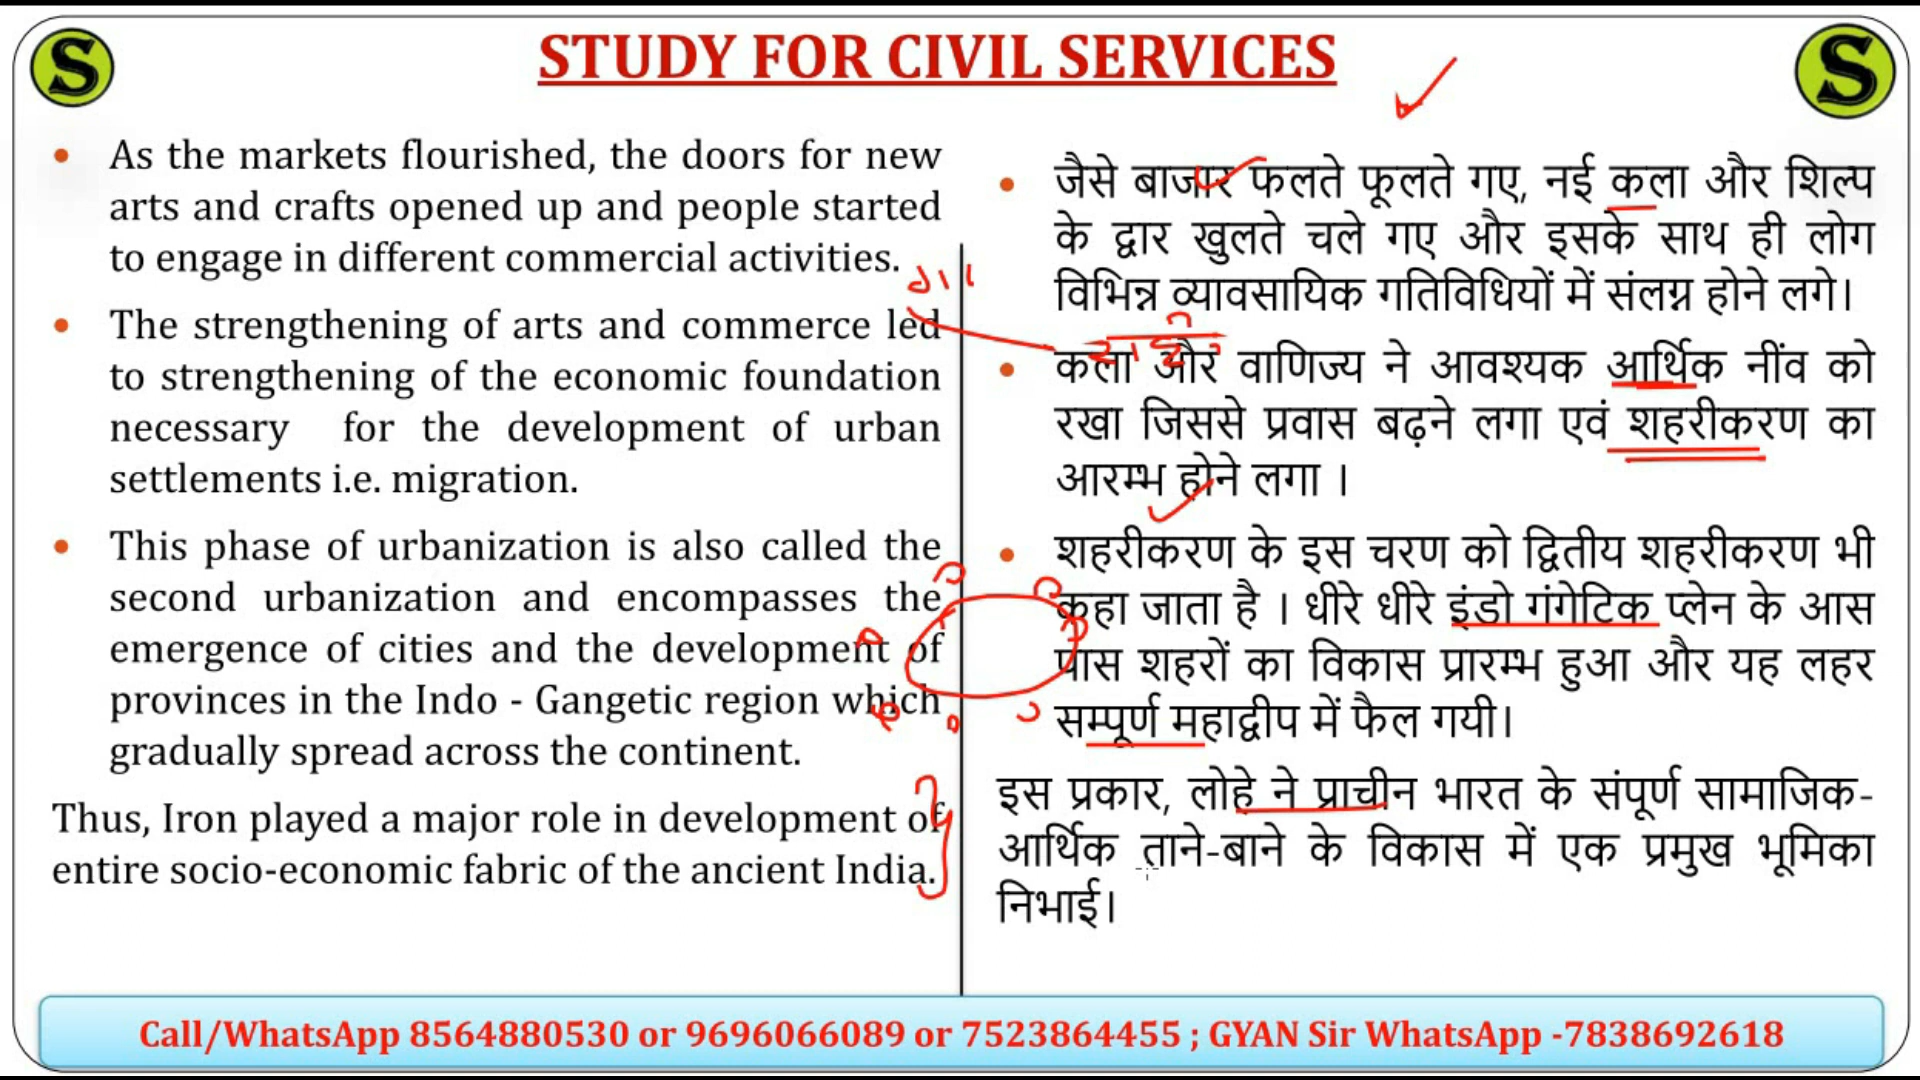 S
STUDY FOR CIVIL SERVICES
S
• As the markets flourished, the doors for new
arts and crafts opened up and people started
to engage in different commercial activities.
• The strengthening of arts and commerce led
to strengthening of the economic foundation
necessary for the development of urban
settlements i.e. migration.
• This phase of urbanization is also called the
second urbanization and encompasses the
emergence of cities and the development of
provinces in the Indo - Gangetic region which
gradually spread across the continent.
Thus, Iron played a major role in development of
entire socio-economic fabric of the ancient India.
• जैसे बाजार फलते फूलते गए, नई कला और शिल्प
के द्वार खुलते चले गए और इसके साथ ही लोग
विभिन्न व्यावसायिक गतिविधियों में संलग्न होने लगे।
• कला और वाणिज्य ने आवश्यक आर्थिक नींव को
रखा जिससे प्रवास बढ़ने लगा एवं शहरीकरण का
आरम्भ होने लगा ।
• शहरीकरण के इस चरण को द्वितीय शहरीकरण भी
कहा जाता है । धीरे धीरे इंडो गंगेटिक प्लेन के आस
पास शहरों का विकास प्रारम्भ हुआ और यह लहर
सम्पूर्ण महाद्वीप में फैल गयी।
इस प्रकार, लोहे ने प्राचीन भारत के संपूर्ण सामाजिक-
आर्थिक ताने-बाने के विकास में एक प्रमुख भूमिका
निभाई।
Call/WhatsApp 8564880530 or 9696066089 or 7523864455 ; GYAN Sir WhatsApp -7838692618